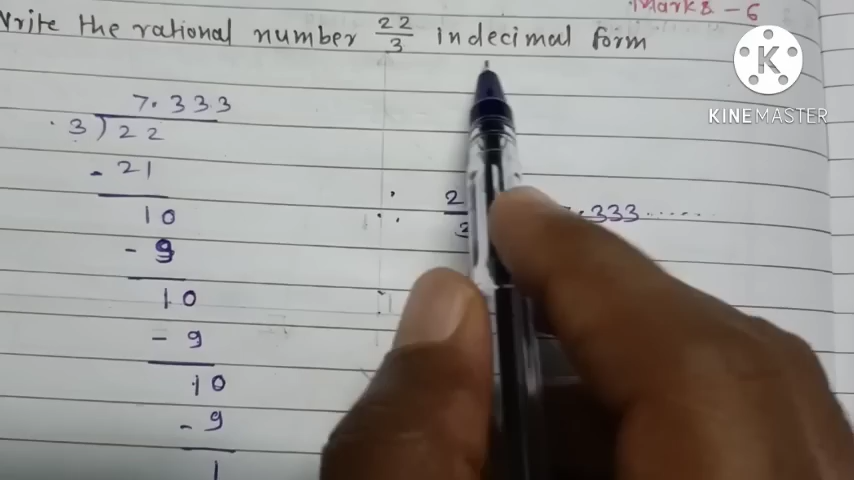 Marks - 6
Write the rational number 22/3 in decimal form
KINEMASTER
7.333
3 ) 22
- 21
10
- 9
10
- 9
10
- 9
1
∴ .333......